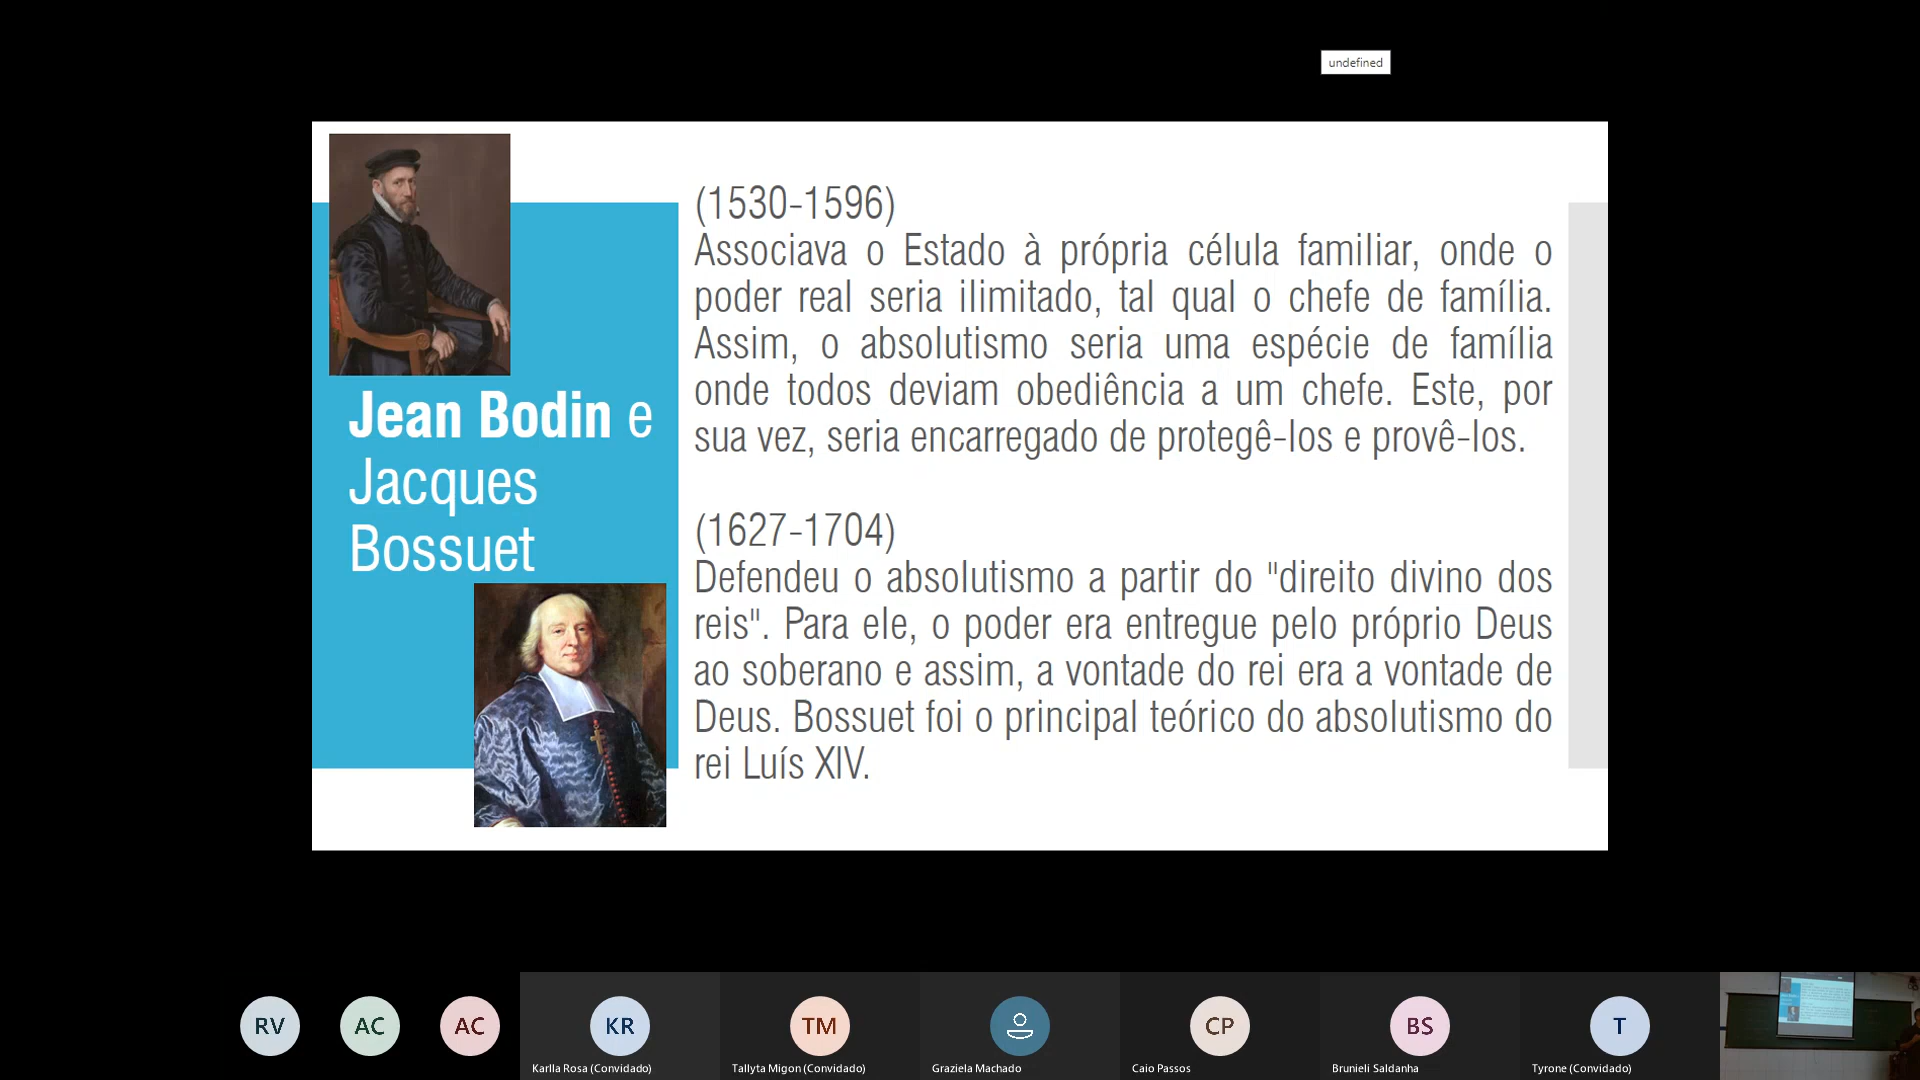 undefined
Jean Bodin e
Jacques
Bossuet
(1530-1596)
Associava o Estado à própria célula familiar, onde o
poder real seria ilimitado, tal qual o chefe de família.
Assim, o absolutismo seria uma espécie de família
onde todos deviam obediência a um chefe. Este, por
sua vez, seria encarregado de protegê-los e provê-los.
(1627-1704)
Defendeu o absolutismo a partir do "direito divino dos
reis". Para ele, o poder era entregue pelo próprio Deus
ao soberano e assim, a vontade do rei era a vontade de
Deus. Bossuet foi o principal teórico do absolutismo do
rei Luís XIV.
RV
AC
AC
KR
TM
CP
BS
T
Karlla Rosa (Convidado)
Tallyta Migon (Convidado)
Graziela Machado
Caio Passos
Brunieli Saldanha
Tyrone (Convidado)